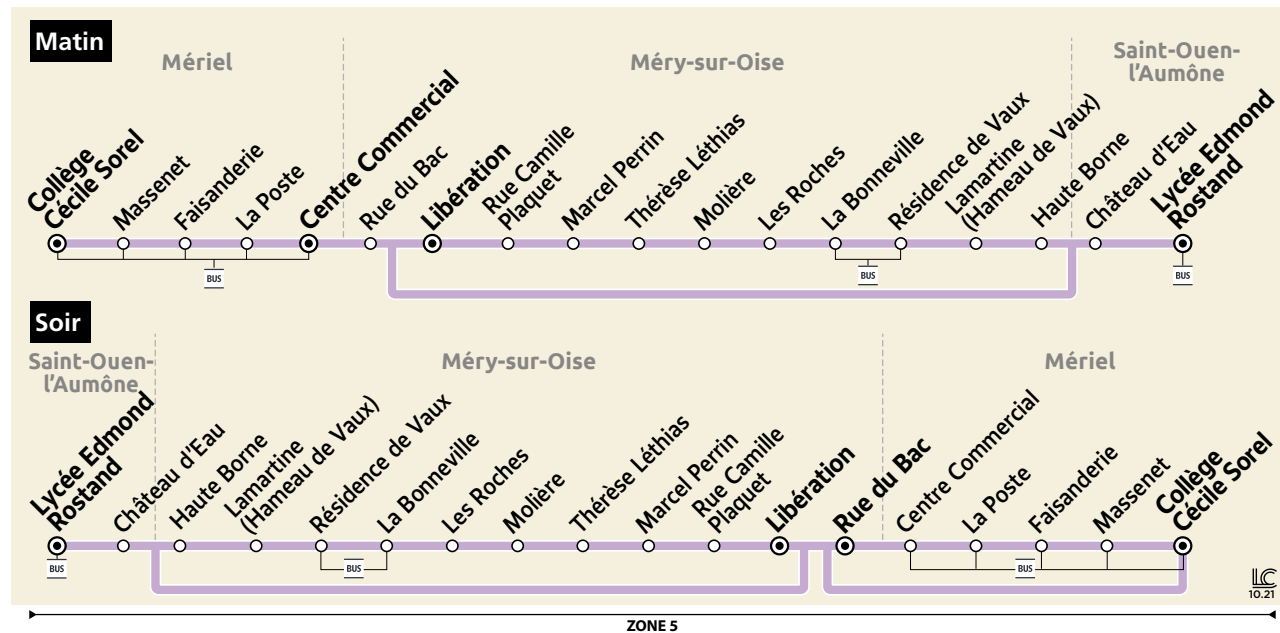 Matin
Mériel
Méry-sur-Oise
Saint-Ouen-
l’Aumône
Collège
Cécile Sorel
Massenet
Faisanderie
La Poste
Centre Commercial
Rue du Bac
Libération
Rue Camille
Plaquet
Marcel Perrin
Thérèse Léthias
Molière
Les Roches
La Bonneville
Résidence de Vaux
Lamartine
(Hameau de Vaux)
Haute Borne
Château d’Eau
Lycée Edmond
Rostand
BUS
BUS
BUS
Soir
Saint-Ouen-
l’Aumône
Méry-sur-Oise
Mériel
Lycée Edmond
Rostand
Château d’Eau
Haute Borne
Lamartine
(Hameau de Vaux)
Résidence de Vaux
La Bonneville
Les Roches
Molière
Thérèse Léthias
Marcel Perrin
Rue Camille
Plaquet
Libération
Rue du Bac
Centre Commercial
La Poste
Faisanderie
Massenet
Collège
Cécile Sorel
BUS
BUS
BUS
LC
10.21
ZONE 5